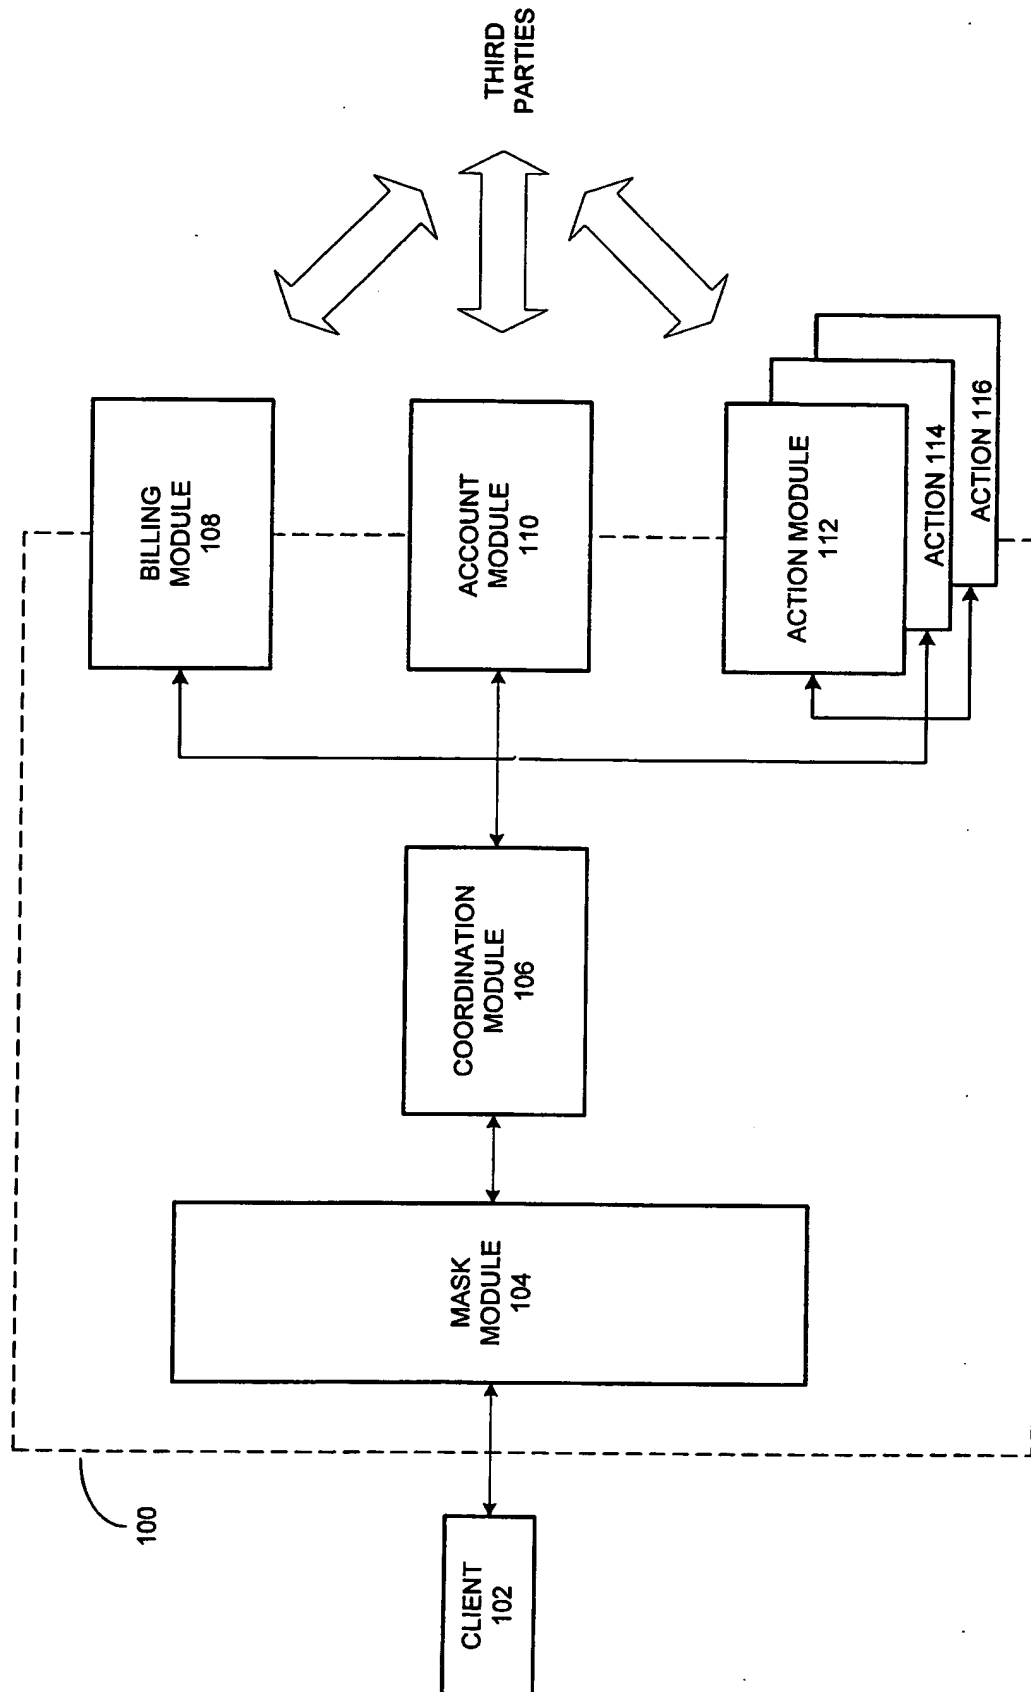 100
CLIENT
102
MASK
MODULE
104
COORDINATION
MODULE
106
BILLING
MODULE
108
ACCOUNT
MODULE
110
ACTION MODULE
112
ACTION 114
ACTION 116
THIRD
PARTIES